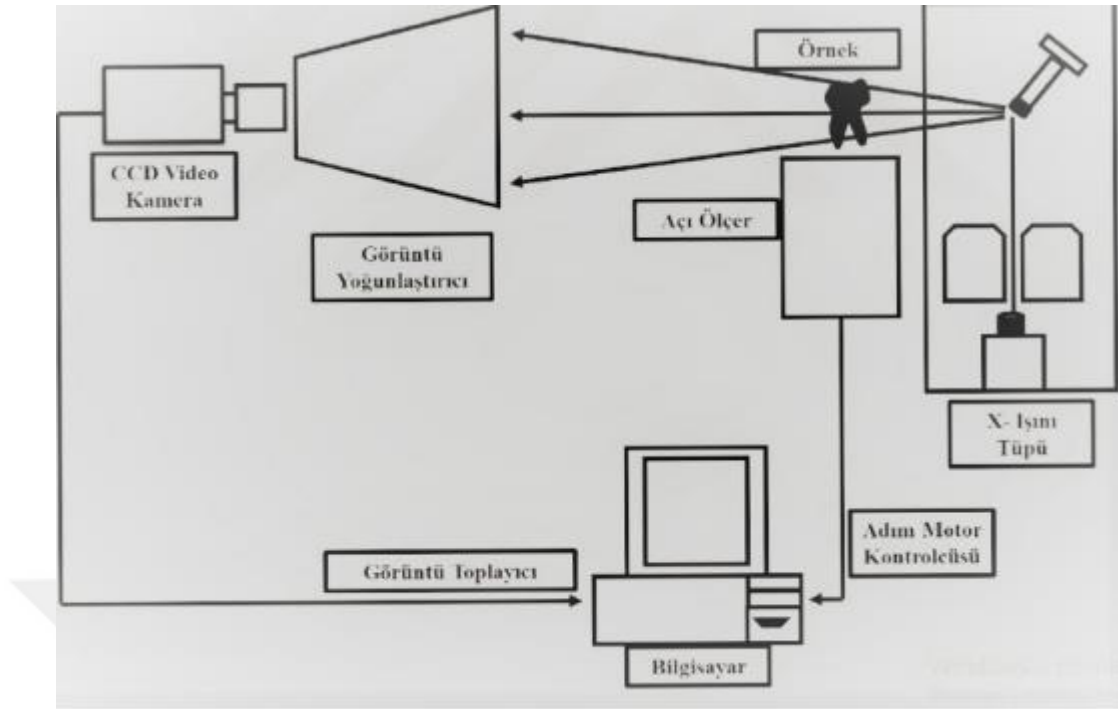 Örnek
CCD Video
Kamera
Açı Ölçer
Görüntü
Yoğunlaştırıcı
X- Işını
Tüpü
Adım Motor
Kontrolcüsü
Görüntü Toplayıcı
Bilgisayar